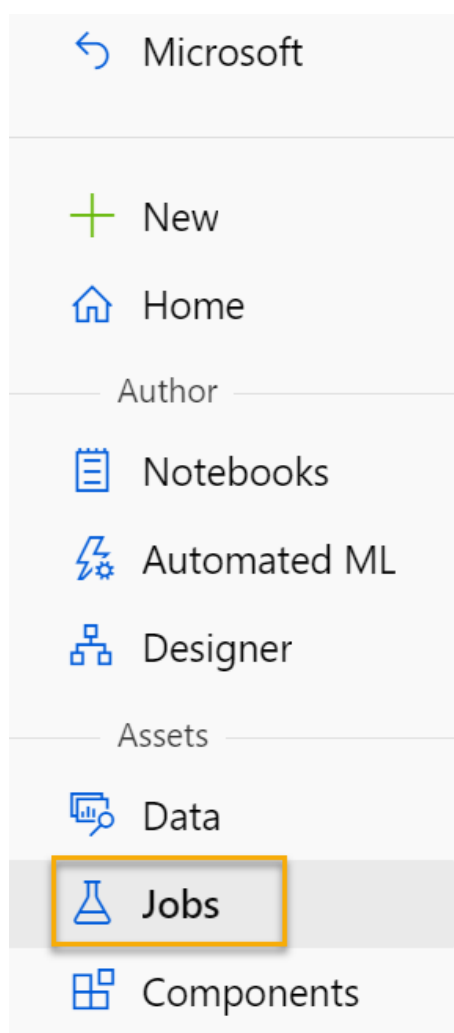 Microsoft
New
Home
Author
Notebooks
Automated ML
Designer
Assets
Data
Jobs
Components